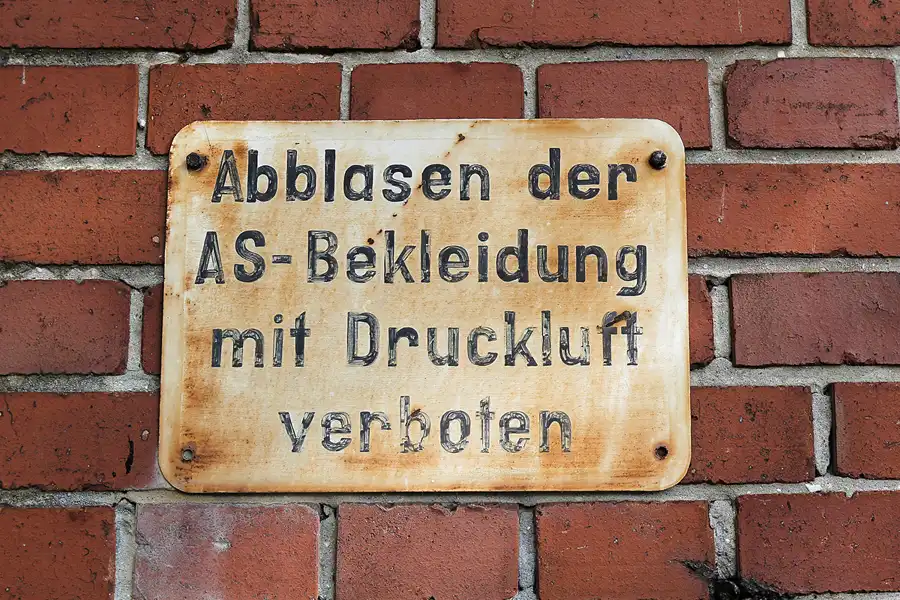 Abblasen der
AS-Bekleidung
mit Druckluft
verboten